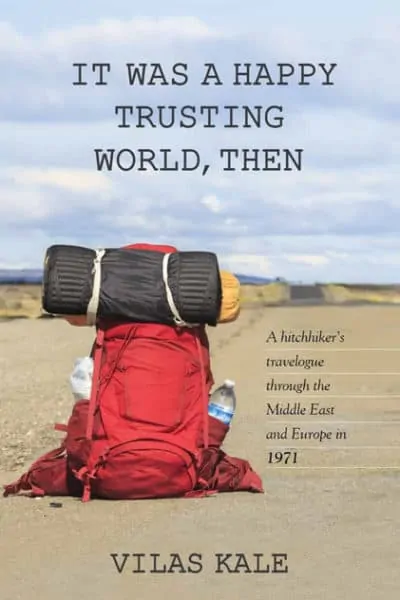 IT WAS A HAPPY
TRUSTING
WORLD, THEN
A hitchhiker's
travelogue
through the
Middle East
and Europe in
1971
VILAS KALE